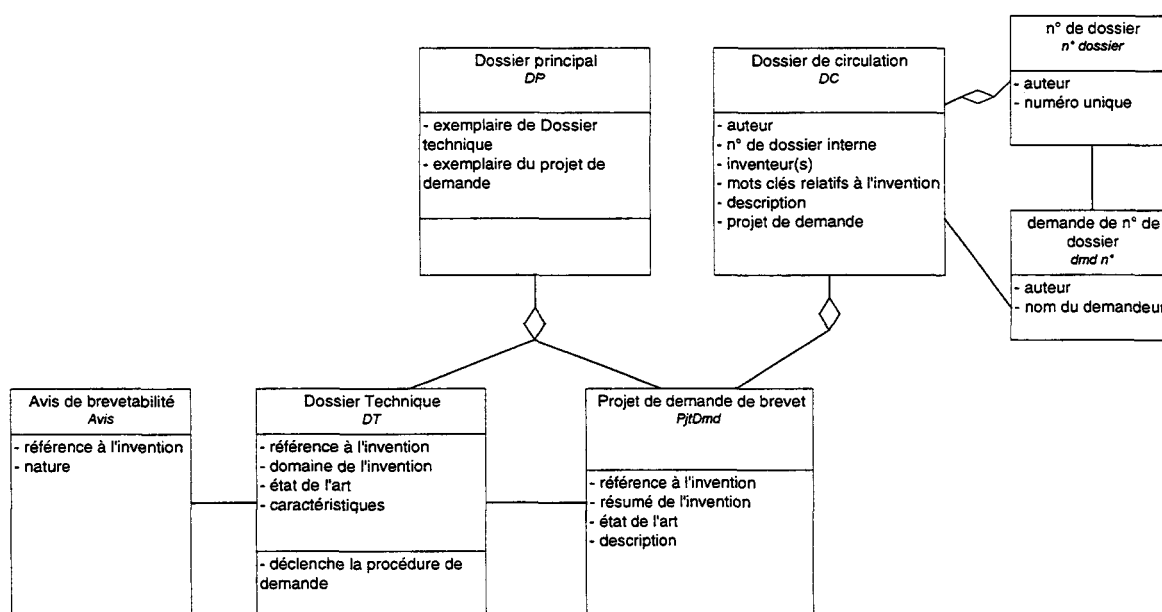 Dossier principal
DP
- exemplaire de Dossier
technique
- exemplaire du projet de
demande
Dossier de circulation
DC
- auteur
- n° de dossier interne
- inventeur(s)
- mots clés relatifs à l'invention
- description
- projet de demande
n° de dossier
n° dossier
- auteur
- numéro unique
demande de n° de
dossier
dmd n°
- auteur
- nom du demandeur
Avis de brevetabilité
Avis
- référence à l'invention
- nature
Dossier Technique
DT
- référence à l'invention
- domaine de l'invention
- état de l'art
- caractéristiques
- déclenche la procédure de
demande
Projet de demande de brevet
PjtDmd
- référence à l'invention
- résumé de l'invention
- état de l'art
- description